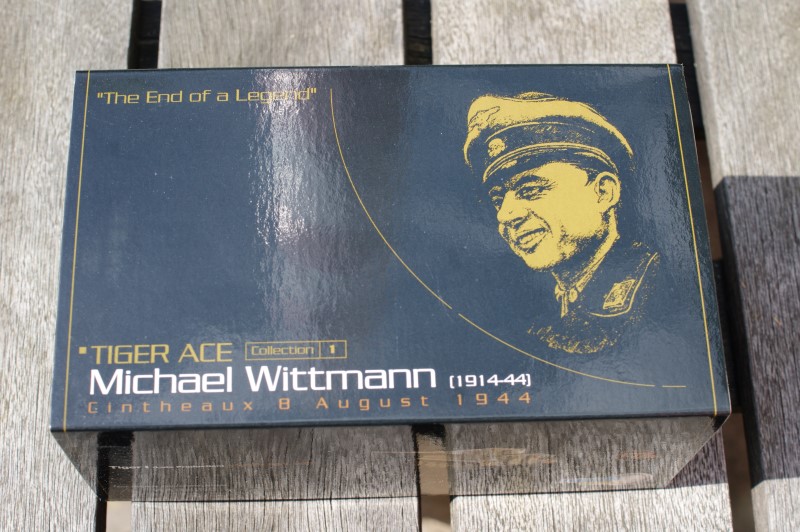 "The End of a Legend"
TIGER ACE Collection 1
Michael Wittmann (1914-44)
Cintheaux 8 August 1944